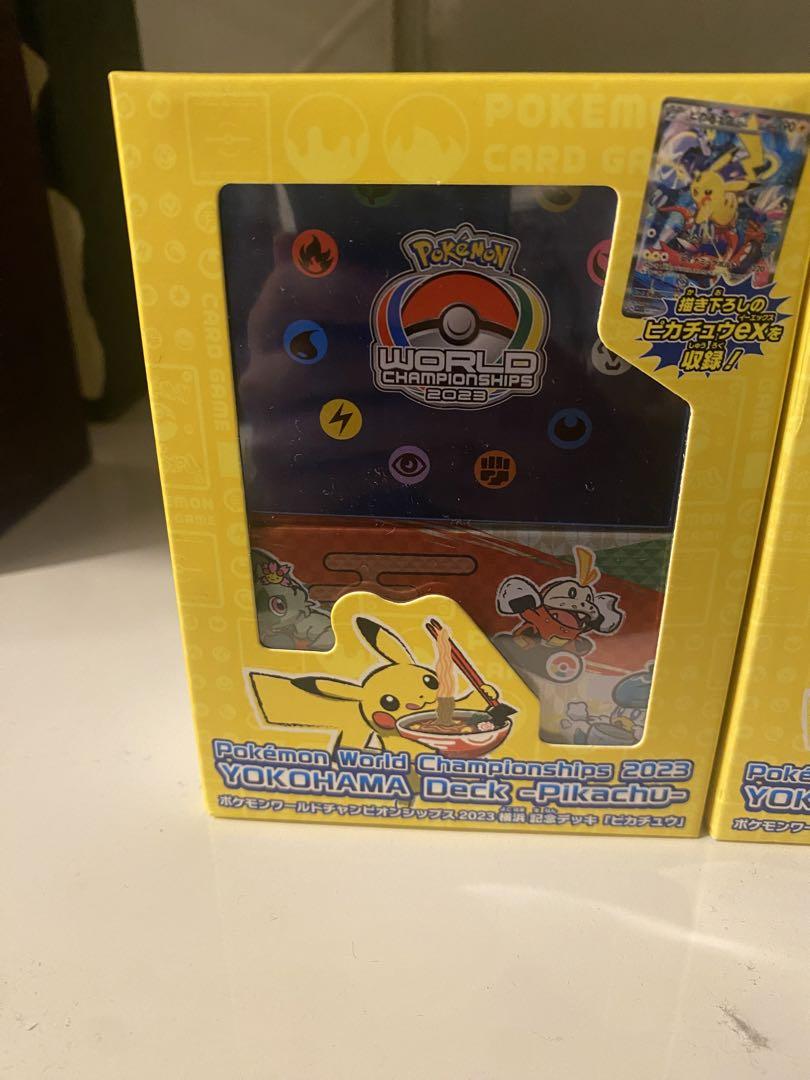 POKÉM
CARD GA
CARD GAME
POKÉMON
WORLD
CHAMPIONSHIPS
2023
描き下ろしの
ピカチュウexを
収録!
Pokémon World Championships 2023
YOKOHAMA Deck -Pikachu-
ポケモンワールドチャンピオンシップス2023 横浜 記念デッキ「ピカチュウ」
Poké
YOK
ポケモンワー